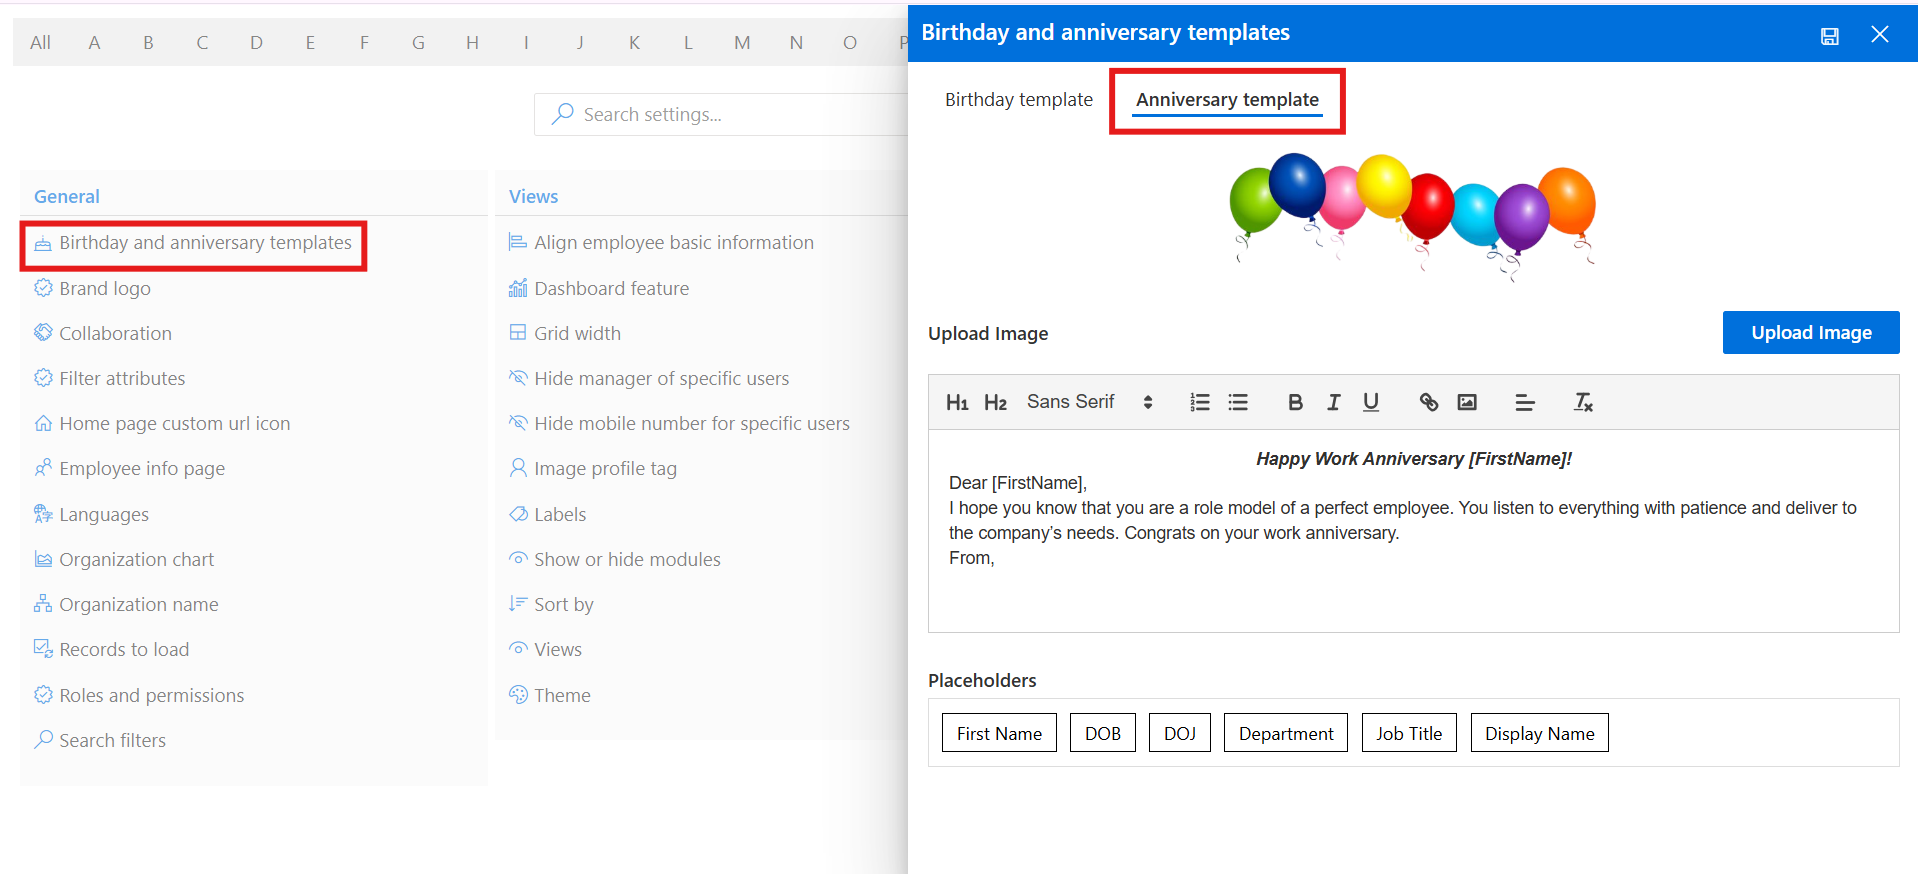 All A B C D E F G H I J K L M N O P
Search settings...
General
Birthday and anniversary templates
Brand logo
Collaboration
Filter attributes
Home page custom url icon
Employee info page
Languages
Organization chart
Organization name
Records to load
Roles and permissions
Search filters
Views
Align employee basic information
Dashboard feature
Grid width
Hide manager of specific users
Hide mobile number for specific users
Image profile tag
Labels
Show or hide modules
Sort by
Views
Theme
Birthday and anniversary templates
Birthday template Anniversary template
Upload Image Upload Image
H1 H2 Sans Serif B I U
Happy Work Anniversary [FirstName]!
Dear [FirstName],
I hope you know that you are a role model of a perfect employee. You listen to everything with patience and deliver to
the company’s needs. Congrats on your work anniversary.
From,
Placeholders
First Name DOB DOJ Department Job Title Display Name